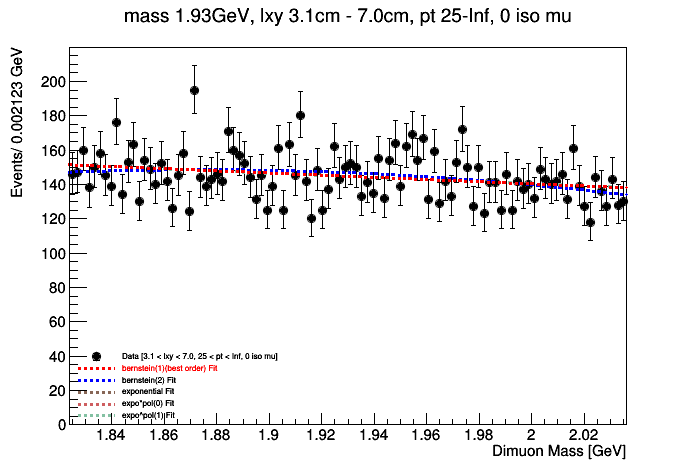 mass 1.93GeV, lxy 3.1cm - 7.0cm, pt 25-Inf, 0 iso mu
Events/ 0.002123 GeV
200
180
160
140
120
100
80
60
40
20
0
Data [3.1 < lxy < 7.0, 25 < pt < Inf, 0 iso mu]
bernstein(1)(best order) Fit
bernstein(2) Fit
exponential Fit
expo*pol(0) Fit
expo^pol(1)Fit
1.84 1.86 1.88 1.9 1.92 1.94 1.96 1.98 2 2.02
Dimuon Mass [GeV]